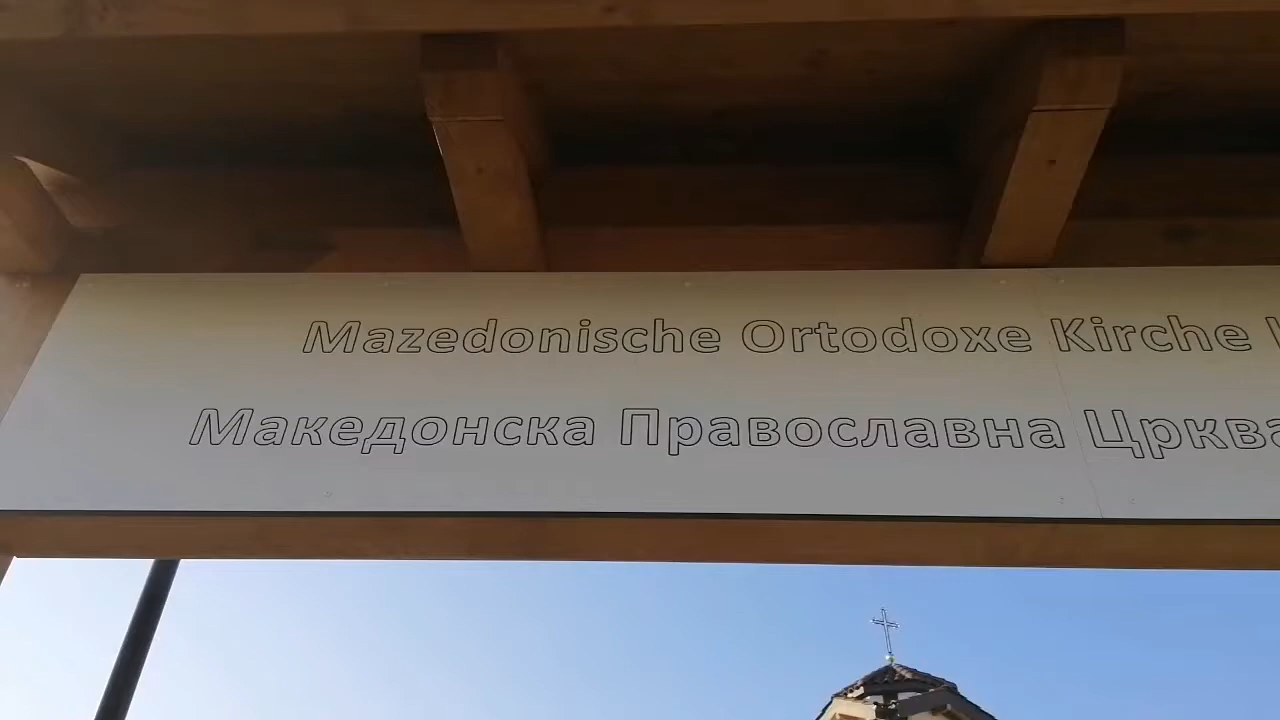 Mazedonische Ortodoxe Kirche
Македонска Православна Црква